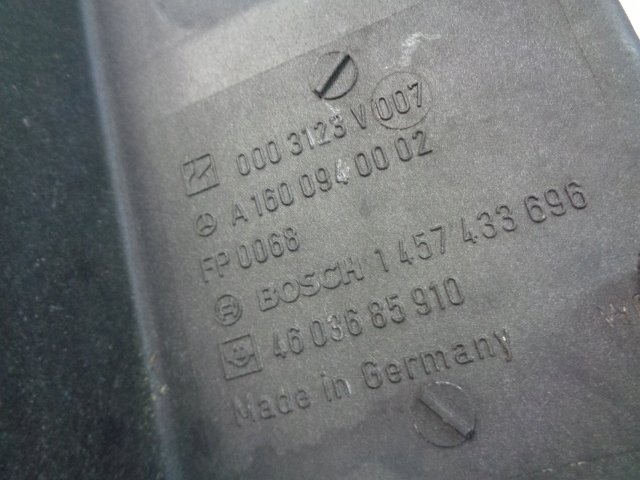 000 3123 V007
A 160 094 00 02
FP 0068
BOSCH 1 457 433 696
46 036 85 910
Made in Germany